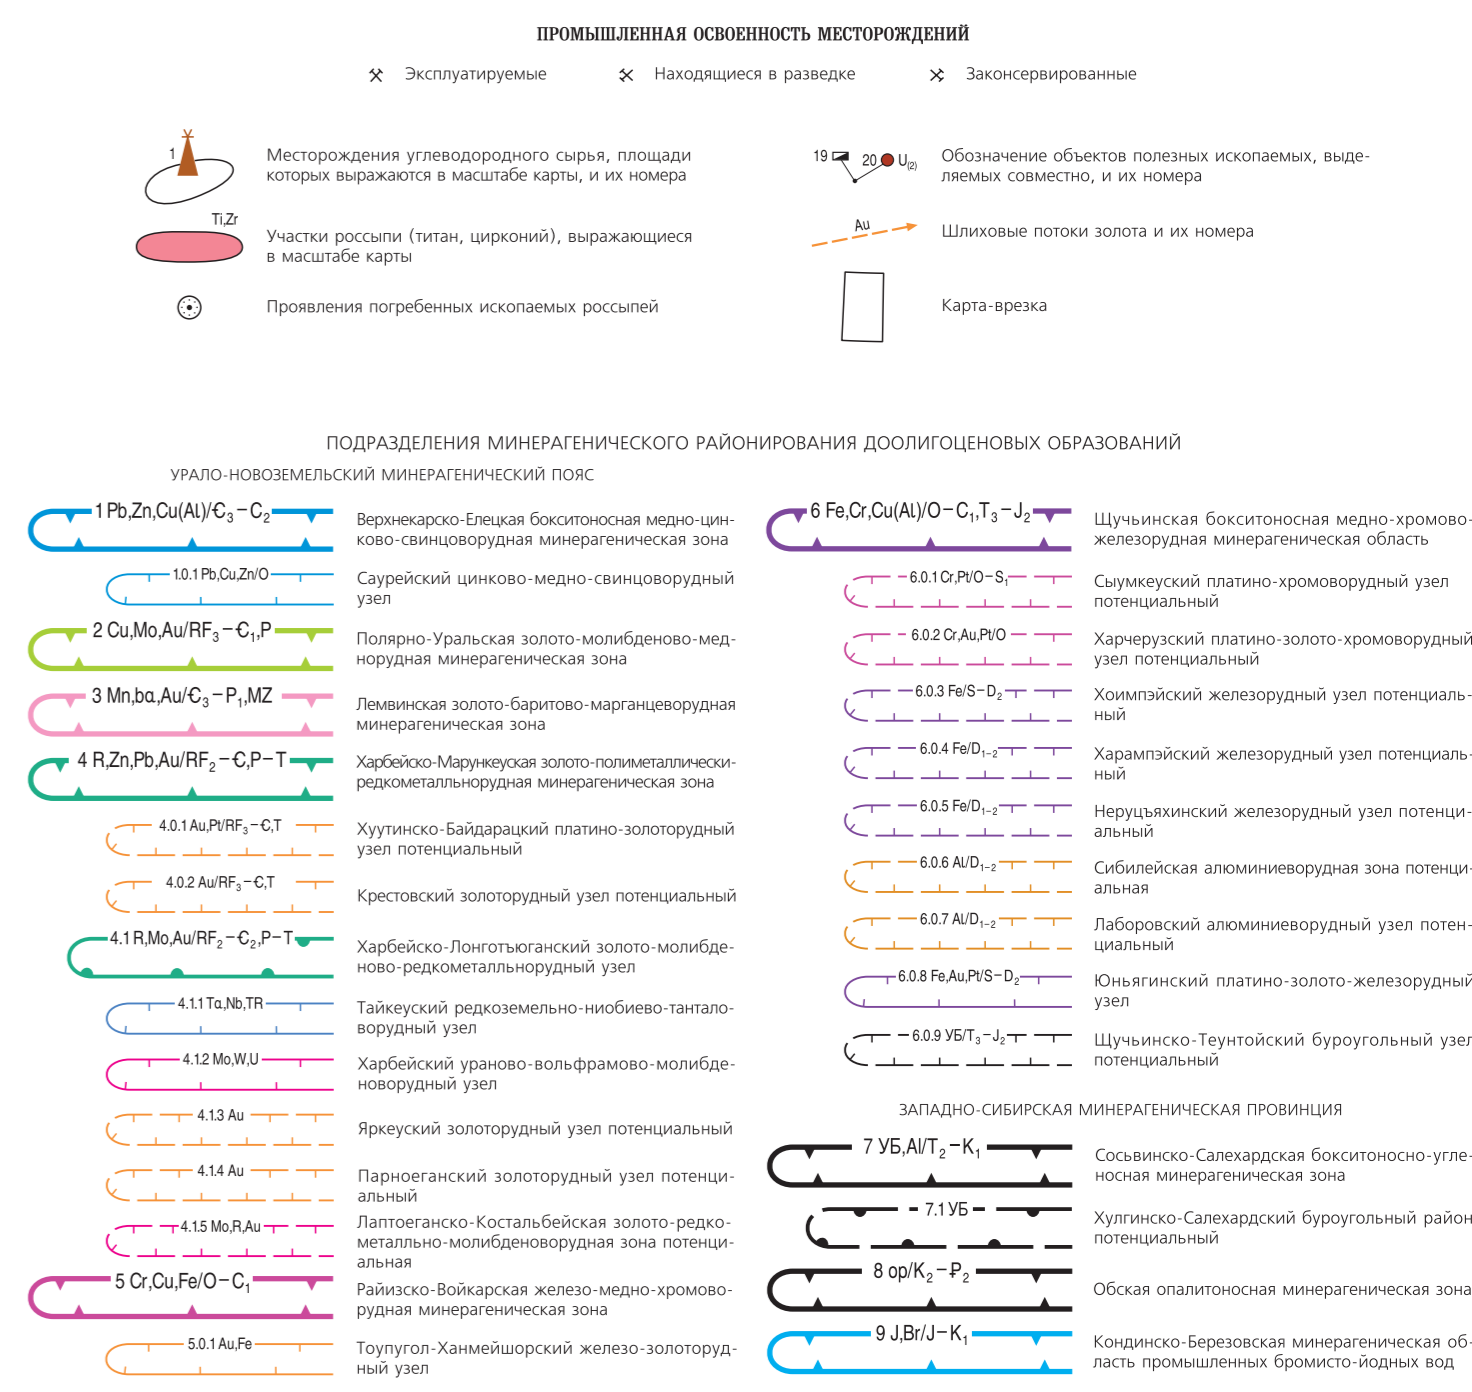 ПРОМЫШЛЕННАЯ ОСВОЕННОСТЬ МЕСТОРОЖДЕНИЙ
Эксплуатируемые
Находящиеся в разведке
Законсервированные
1
Месторождения углеводородного сырья, площади
которых выражаются в масштабе карты, и их номера
Ti,Zr
Участки россыпи (титан, цирконий), выражающиеся
в масштабе карты
Проявления погребенных ископаемых россыпей
19 20 U(2)
Обозначение объектов полезных ископаемых, выде-
ляемых совместно, и их номера
Au
Шлиховые потоки золота и их номера
Карта-врезка
ПОДРАЗДЕЛЕНИЯ МИНЕРАГЕНИЧЕСКОГО РАЙОНИРОВАНИЯ ДООЛИГОЦЕНОВЫХ ОБРАЗОВАНИЙ
УРАЛО-НОВОЗЕМЕЛЬСКИЙ МИНЕРАГЕНИЧЕСКИЙ ПОЯС
1 Pb,Zn,Cu(Al)/Є3–C2
Верхнекарско-Елецкая бокситоносная медно-цин-
ково-свинцоворудная минерагеническая зона
1.0.1 Pb,Cu,Zn/O
Саурейский цинково-медно-свинцоворудный
узел
2 Cu,Mo,Au/RF3–Є1,P
Полярно-Уральская золото-молибденово-мед-
норудная минерагеническая зона
3 Mn,ba,Au/Є3–P1,MZ
Лемвинская золото-баритово-марганцеворудная
минерагеническая зона
4 R,Zn,Pb,Au/RF2–Є,P–T
Харбейско-Марункеуская золото-полиметаллически-
редкометалльнорудная минерагеническая зона
4.0.1 Au,Pt/RF3–Є,T
Хуутинско-Байдарацкий платино-золоторудный
узел потенциальный
4.0.2 Au/RF3–Є,T
Крестовский золоторудный узел потенциальный
4.1 R,Mo,Au/RF2–Є2,P–T
Харбейско-Лонготъюганский золото-молибде-
ново-редкометалльнорудный узел
4.1.1 Ta,Nb,TR
Тайкеуский редкоземельно-ниобиево-тантало-
ворудный узел
4.1.2 Mo,W,U
Харбейский ураново-вольфрамово-молибде-
новорудный узел
4.1.3 Au
Яркеуский золоторудный узел потенциальный
4.1.4 Au
Парноеганский золоторудный узел потенци-
альный
4.1.5 Mo,R,Au
Лаптоеганско-Костальбейская золото-редко-
металльно-молибденоворудная зона потенци-
альная
5 Cr,Cu,Fe/O–C1
Райизско-Войкарская железо-медно-хромово-
рудная минерагеническая зона
5.0.1 Au,Fe
Тоупугол-Ханмейшорский железо-золоторуд-
ный узел
6 Fe,Cr,Cu(Al)/O–C1,T3–J2
Щучьинская бокситоносная медно-хромово-
железорудная минерагеническая область
6.0.1 Cr,Pt/O–S1
Сыумкеуский платино-хромоворудный узел
потенциальный
6.0.2 Cr,Au,Pt/O
Харчерузский платино-золото-хромоворудный
узел потенциальный
6.0.3 Fe/S–D2
Хоимпэйский железорудный узел потенциаль-
ный
6.0.4 Fe/D1–2
Харампэйский железорудный узел потенциаль-
ный
6.0.5 Fe/D1–2
Неруцъяхинский железорудный узел потенци-
альный
6.0.6 Al/D1–2
Сибилейская алюминиеворудная зона потенци-
альная
6.0.7 Al/D1–2
Лаборовский алюминиеворудный узел потен-
циальный
6.0.8 Fe,Au,Pt/S–D2
Юньягинский платино-золото-железорудный
узел
6.0.9 УБ/T3–J2
Щучьинско-Теунтойский буроугольный узел
потенциальный
ЗАПАДНО-СИБИРСКАЯ МИНЕРАГЕНИЧЕСКАЯ ПРОВИНЦИЯ
7 УБ,Al/T2–K1
Сосьвинско-Салехардская бокситоносно-угле-
носная минерагеническая зона
7.1 УБ
Хулгинско-Салехардский буроугольный район
потенциальный
8 op/K2–₽2
Обская опалитоносная минерагеническая зона
9 J,Br/J–K1
Кондинско-Березовская минерагеническая об-
ласть промышленных бромисто-йодных вод